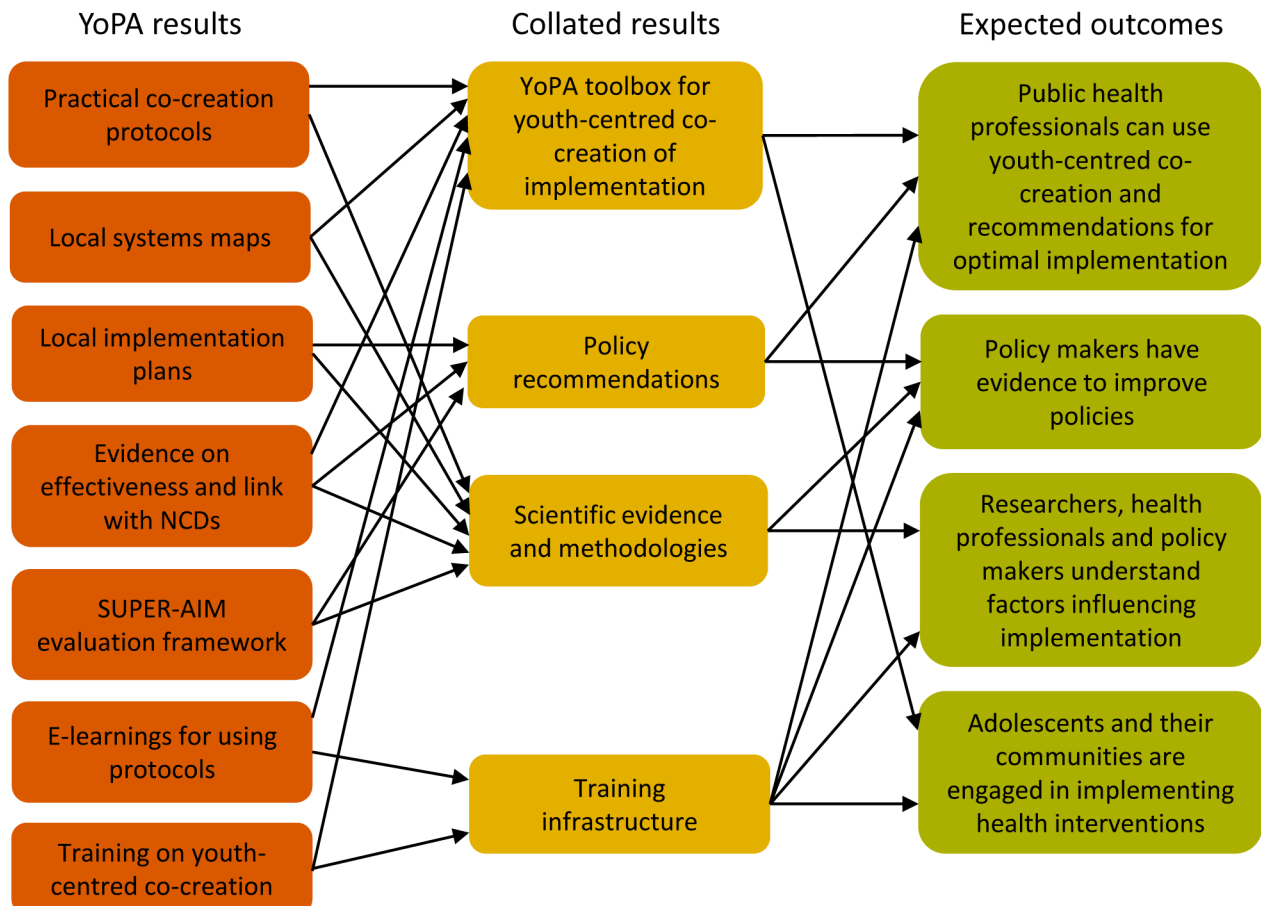 YoPA results
Practical co-creation
protocols
Local systems maps
Local implementation
plans
Evidence on
effectiveness and link
with NCDs
SUPER-AIM
evaluation framework
E-learnings for using
protocols
Training on youth-
centred co-creation
Collated results
YoPA toolbox for
youth-centred co-
creation of
implementation
Policy
recommendations
Scientific evidence
and methodologies
Training
infrastructure
Expected outcomes
Public health
professionals can use
youth-centred co-
creation and
recommendations for
optimal implementation
Policy makers have
evidence to improve
policies
Researchers, health
professionals and policy
makers understand
factors influencing
implementation
Adolescents and their
communities are
engaged in implementing
health interventions